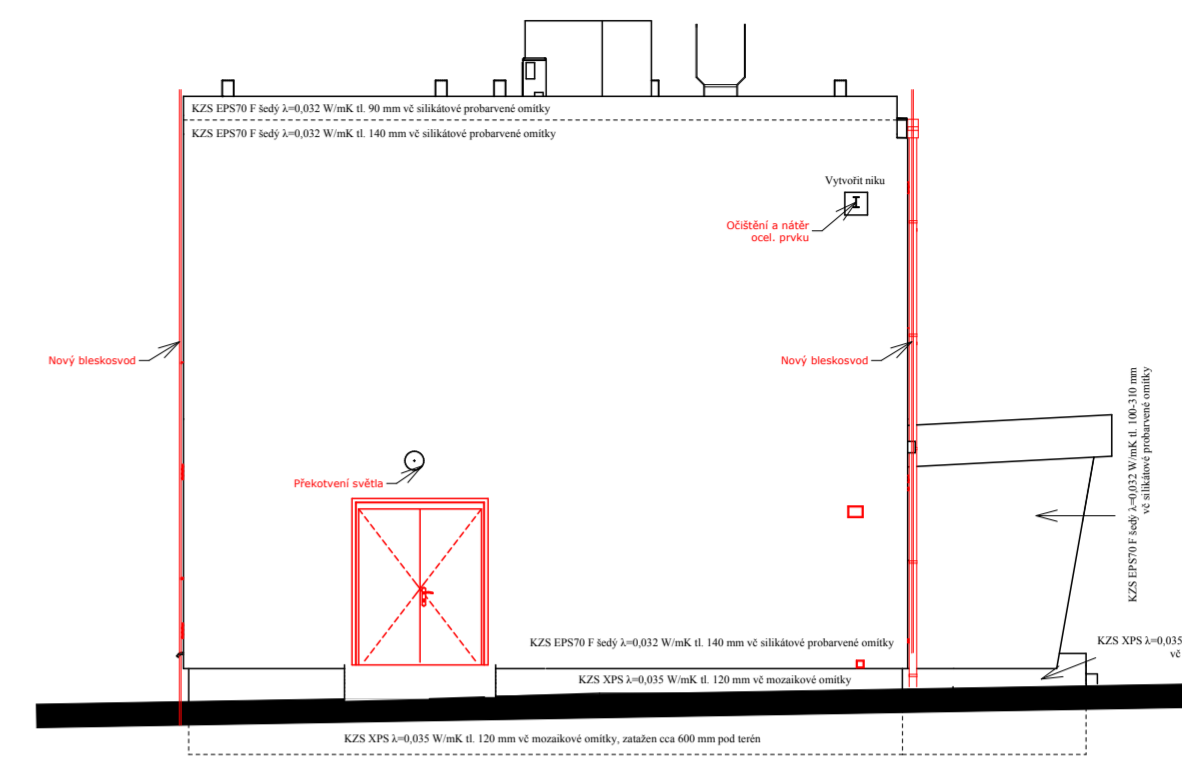 KZS EPS70 F šedý λ=0,032 W/mK tl. 90 mm vč silikátové probarvené omítky
KZS EPS70 F šedý λ=0,032 W/mK tl. 140 mm vč silikátové probarvené omítky
Vytvořit niku
Očištění a nátěr
ocel. prvku
Nový bleskosvod
Nový bleskosvod
Překotvení světla
KZS EPS70 F šedý λ=0,032 W/mK tl. 100-310 mm
vč silikátové probarvené omítky
KZS EPS70 F šedý λ=0,032 W/mK tl. 140 mm vč silikátové probarvené omítky
KZS XPS λ=0,035
vč
KZS XPS λ=0,035 W/mK tl. 120 mm vč mozaikové omítky
KZS XPS λ=0,035 W/mK tl. 120 mm vč mozaikové omítky, zatažen cca 600 mm pod terén